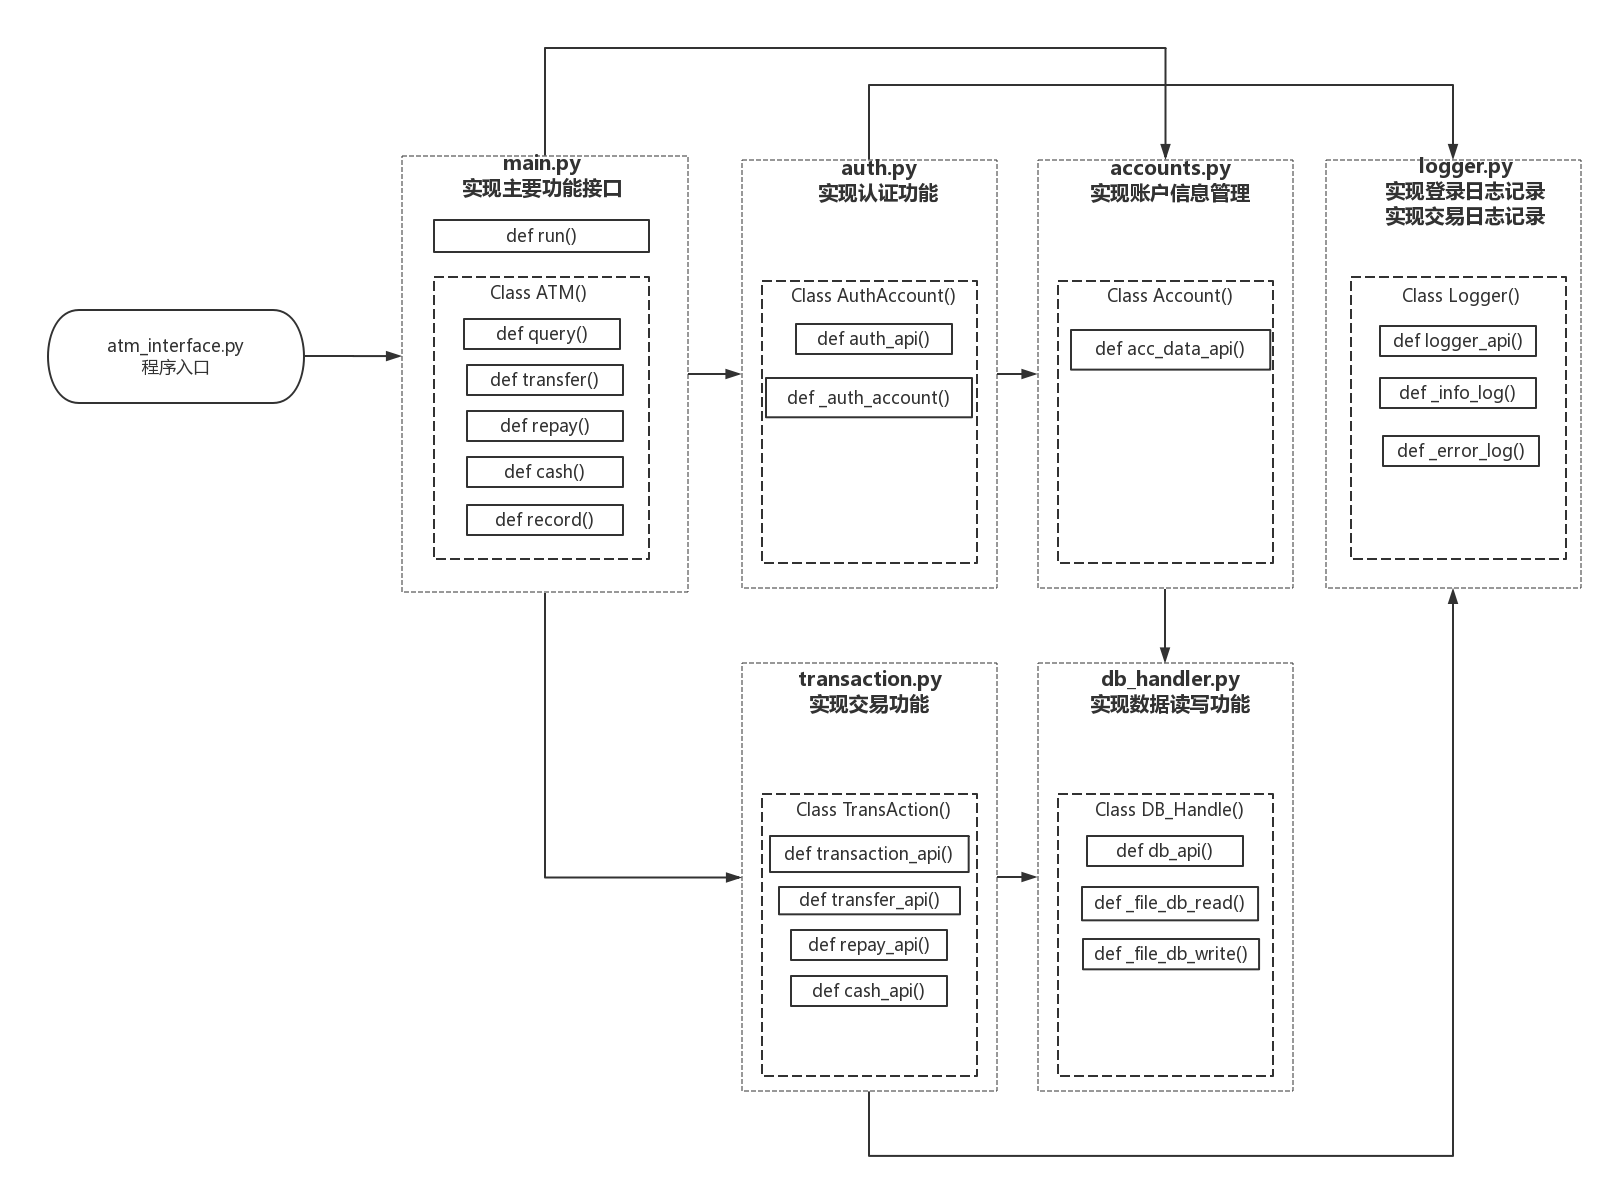 atm_interface.py
程序入口
main.py
实现主要功能接口
def run()
Class ATM()
def query()
def transfer()
def repay()
def cash()
def record()
auth.py
实现认证功能
Class AuthAccount()
def auth_api()
def _auth_account()
accounts.py
实现账户信息管理
Class Account()
def acc_data_api()
logger.py
实现登录日志记录
实现交易日志记录
Class Logger()
def logger_api()
def _info_log()
def _error_log()
transaction.py
实现交易功能
Class TransAction()
def transaction_api()
def transfer_api()
def repay_api()
def cash_api()
db_handler.py
实现数据读写功能
Class DB_Handle()
def db_api()
def _file_db_read()
def _file_db_write()